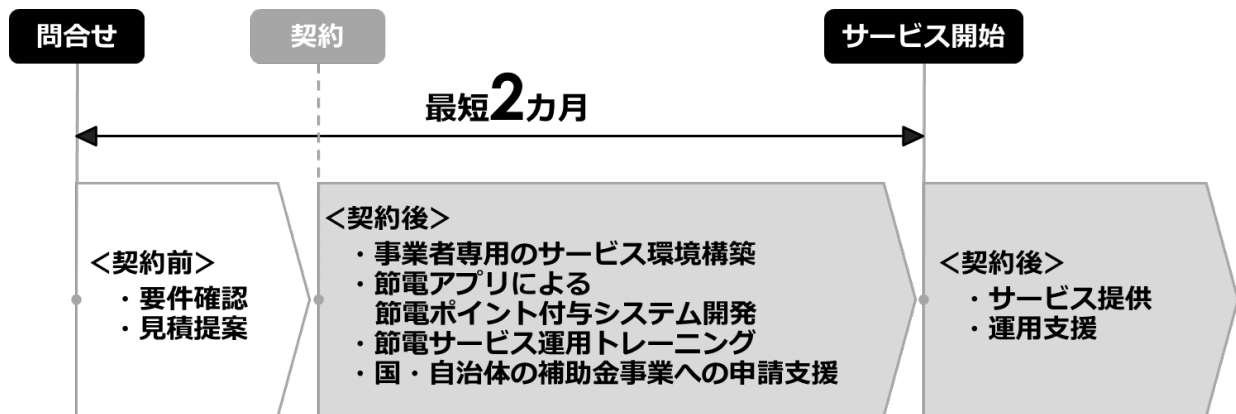 問合せ
契約
サービス開始
最短2カ月
＜契約前＞
・要件確認
・見積提案
＜契約後＞
・事業者専用のサービス環境構築
・節電アプリによる
節電ポイント付与システム開発
・節電サービス運用トレーニング
・国・自治体の補助金事業への申請支援
＜契約後＞
・サービス提供
・運用支援